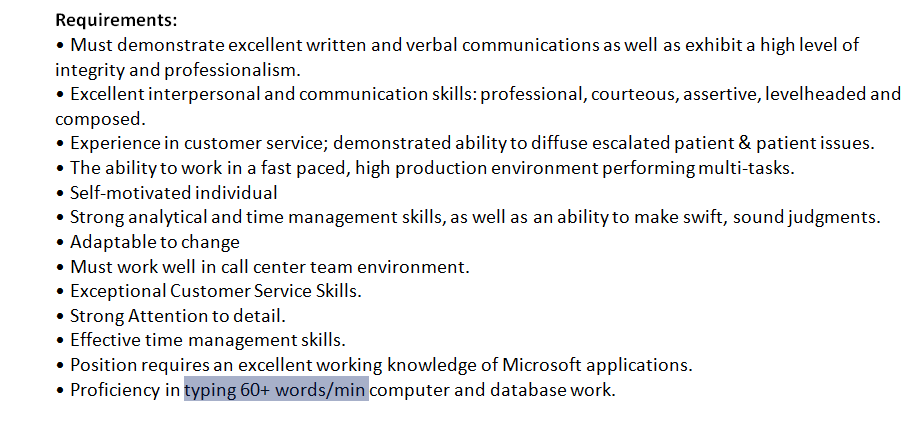 Requirements:
• Must demonstrate excellent written and verbal communications as well as exhibit a high level of
integrity and professionalism.
• Excellent interpersonal and communication skills: professional, courteous, assertive, levelheaded and
composed.
• Experience in customer service; demonstrated ability to diffuse escalated patient & patient issues.
• The ability to work in a fast paced, high production environment performing multi-tasks.
• Self-motivated individual
• Strong analytical and time management skills, as well as an ability to make swift, sound judgments.
• Adaptable to change
• Must work well in call center team environment.
• Exceptional Customer Service Skills.
• Strong Attention to detail.
• Effective time management skills.
• Position requires an excellent working knowledge of Microsoft applications.
• Proficiency in typing 60+ words/min computer and database work.